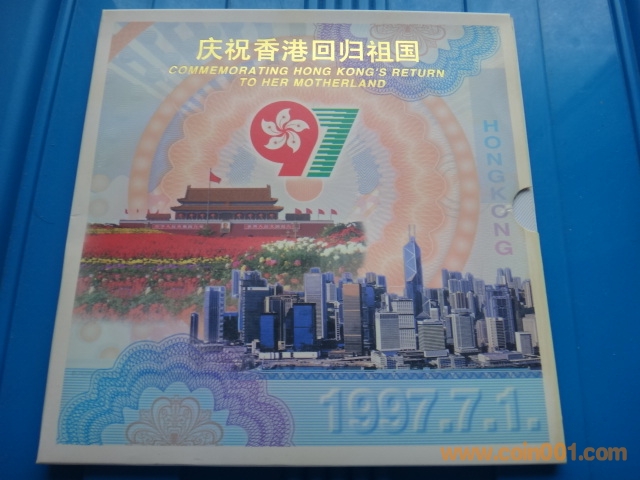 庆祝香港回归祖国
COMMEMORATING HONG KONG'S RETURN
TO HER MOTHERLAND
97
HONGKONG
1997.7.1.
www.coin001.com